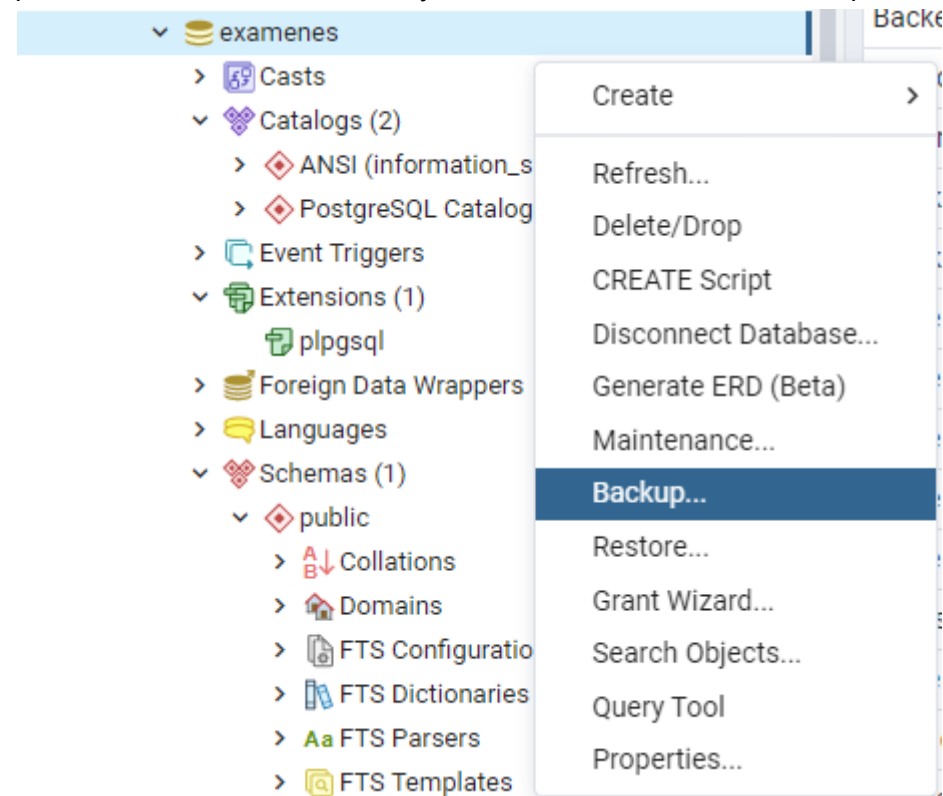 examenes
Casts
Catalogs (2)
ANSI (information_s
PostgreSQL Catalog
Event Triggers
Extensions (1)
plpgsql
Foreign Data Wrappers
Languages
Schemas (1)
public
Collations
Domains
FTS Configuratio
FTS Dictionaries
Aa FTS Parsers
FTS Templates
Backe
Create
Refresh...
Delete/Drop
CREATE Script
Disconnect Database...
Generate ERD (Beta)
Maintenance...
Backup...
Restore...
Grant Wizard...
Search Objects...
Query Tool
Properties...